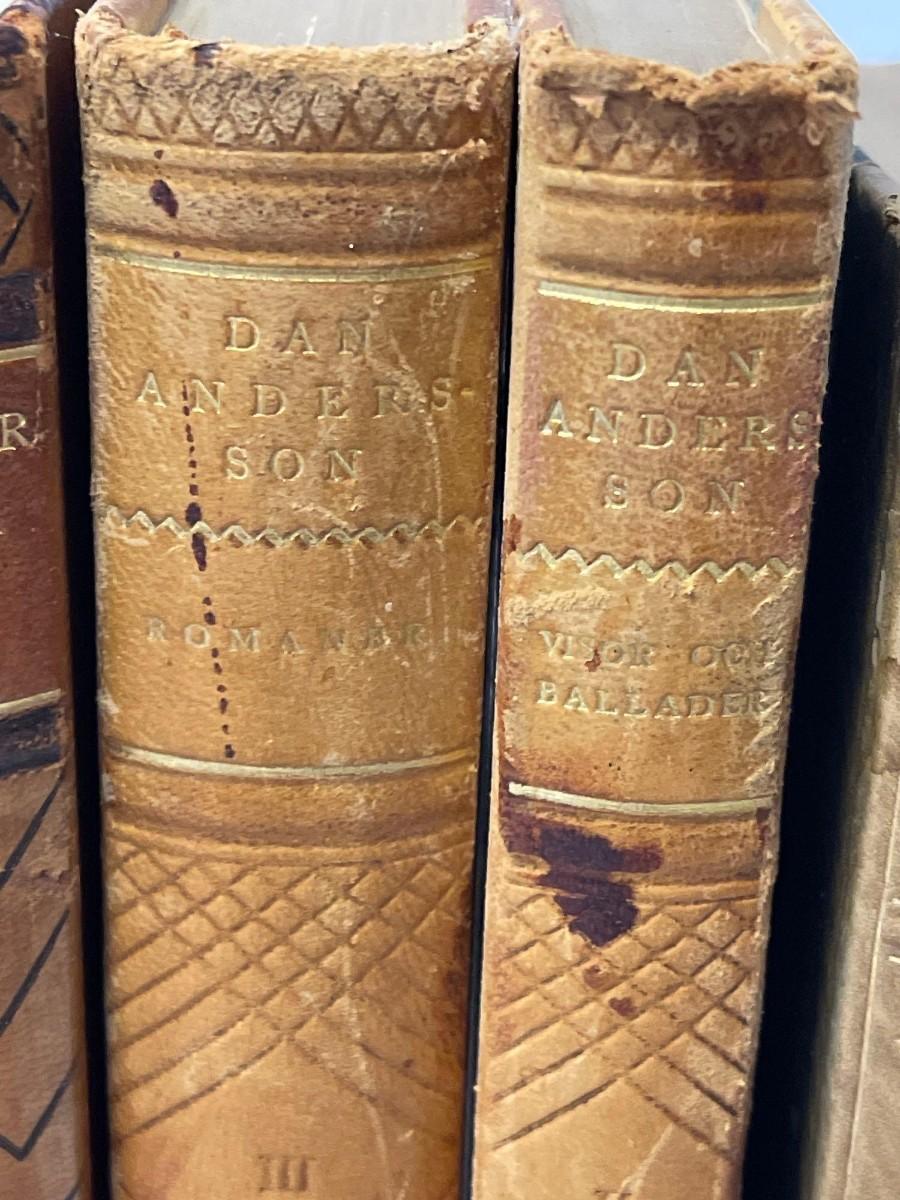 R
DAN
ANDERS-
SON
ROMANER
III
DAN
ANDERS
SON
VISOR OCH
BALLADER